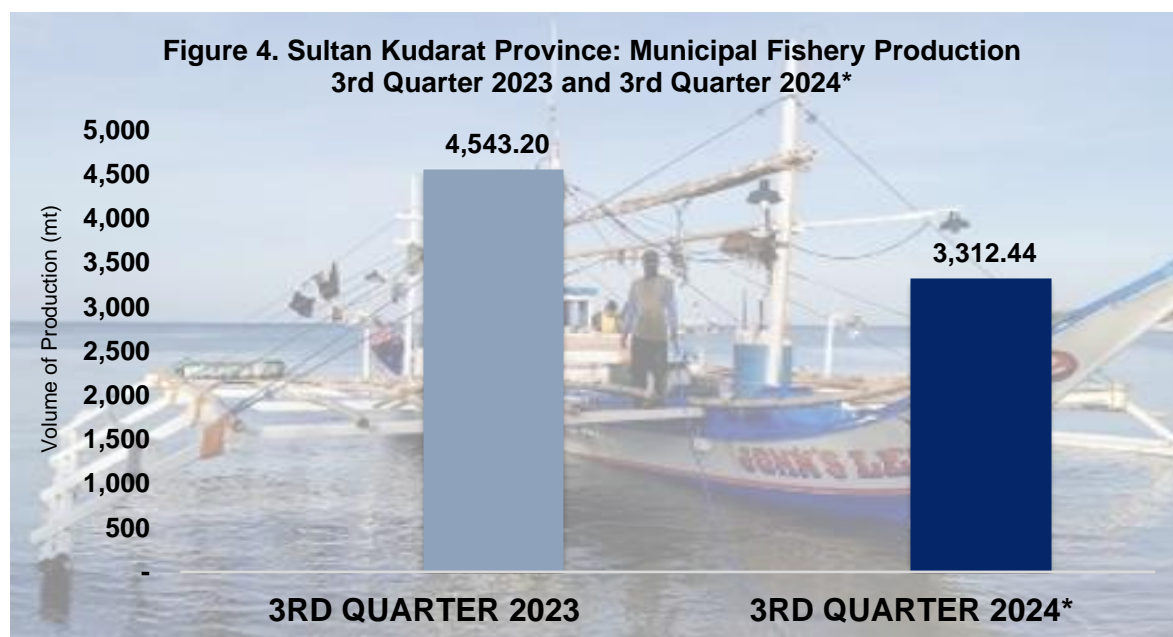 Figure 4. Sultan Kudarat Province: Municipal Fishery Production
3rd Quarter 2023 and 3rd Quarter 2024*
Volume of Production (mt)
5,000
4,500
4,000
3,500
3,000
2,500
2,000
1,500
1,000
500
-
4,543.20
3,312.44
3RD QUARTER 2023
3RD QUARTER 2024*
JOHN'S